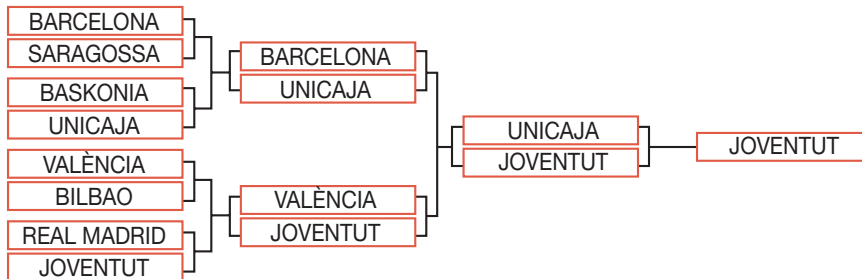 BARCELONA
SARAGOSSA
BASKONIA
UNICAJA
VALÈNCIA
BILBAO
REAL MADRID
JOVENTUT
BARCELONA
UNICAJA
VALÈNCIA
JOVENTUT
UNICAJA
JOVENTUT
JOVENTUT